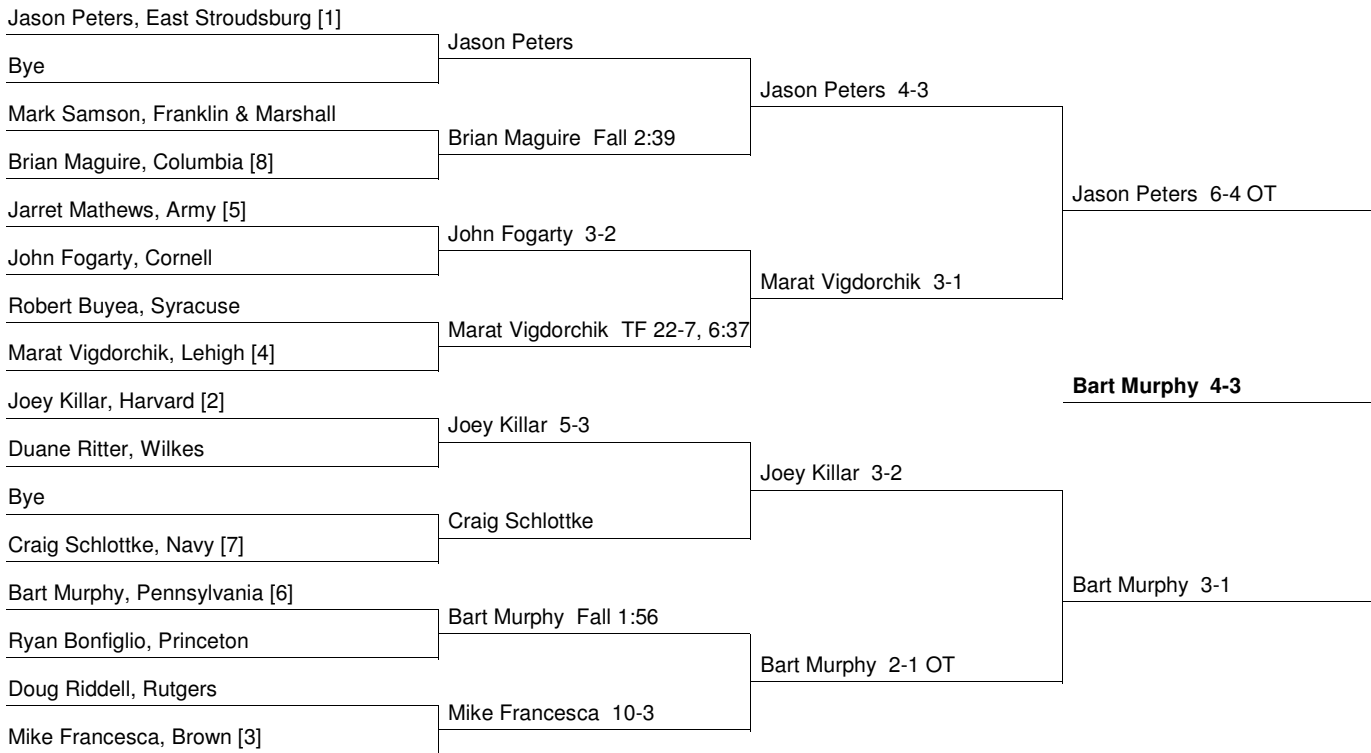 Jason Peters, East Stroudsburg [1]
Bye
Mark Samson, Franklin & Marshall
Brian Maguire, Columbia [8]
Jarret Mathews, Army [5]
John Fogarty, Cornell
Robert Buyea, Syracuse
Marat Vigdorchik, Lehigh [4]
Joey Killar, Harvard [2]
Duane Ritter, Wilkes
Bye
Craig Schlottke, Navy [7]
Bart Murphy, Pennsylvania [6]
Ryan Bonfiglio, Princeton
Doug Riddell, Rutgers
Mike Francesca, Brown [3]
Jason Peters
Brian Maguire Fall 2:39
John Fogarty 3-2
Marat Vigdorchik TF 22-7, 6:37
Joey Killar 5-3
Craig Schlottke
Bart Murphy Fall 1:56
Mike Francesca 10-3
Jason Peters 4-3
Marat Vigdorchik 3-1
Joey Killar 3-2
Bart Murphy 2-1 OT
Jason Peters 6-4 OT
Bart Murphy 4-3
Bart Murphy 3-1